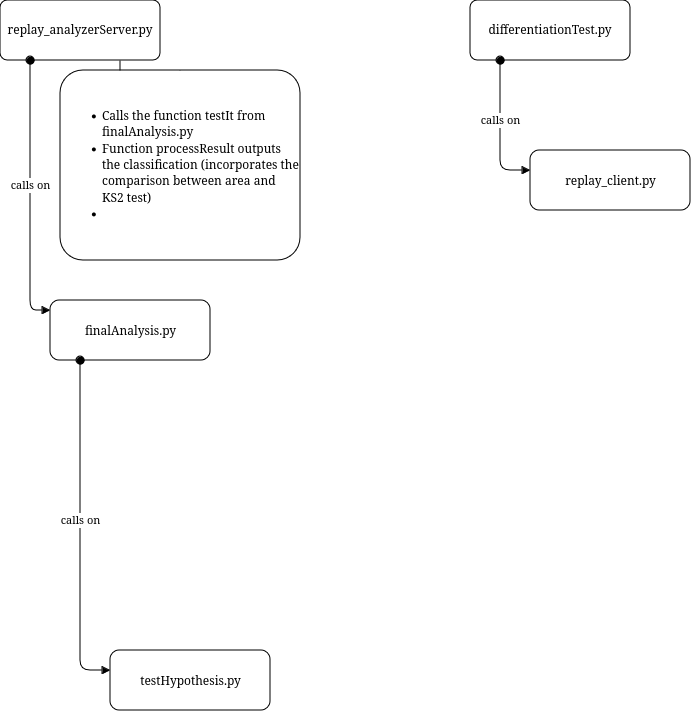 replay_analyzerServer.py
differentiationTest.py
• Calls the function testIt from
finalAnalysis.py
• Function processResult outputs
the classification (incorporates the
comparison between area and
KS2 test)
•
calls on
calls on
replay_client.py
finalAnalysis.py
calls on
testHypothesis.py